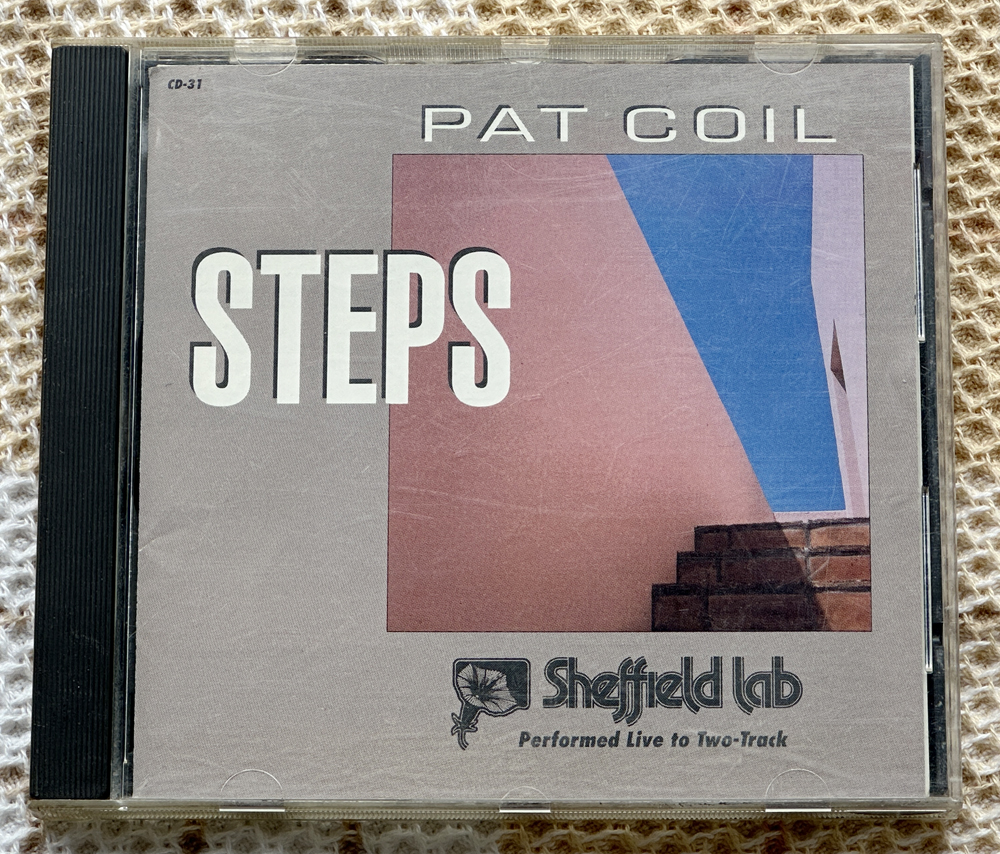 CD-31
PAT COIL
STEPS
Sheffield Lab
Performed Live to Two-Track